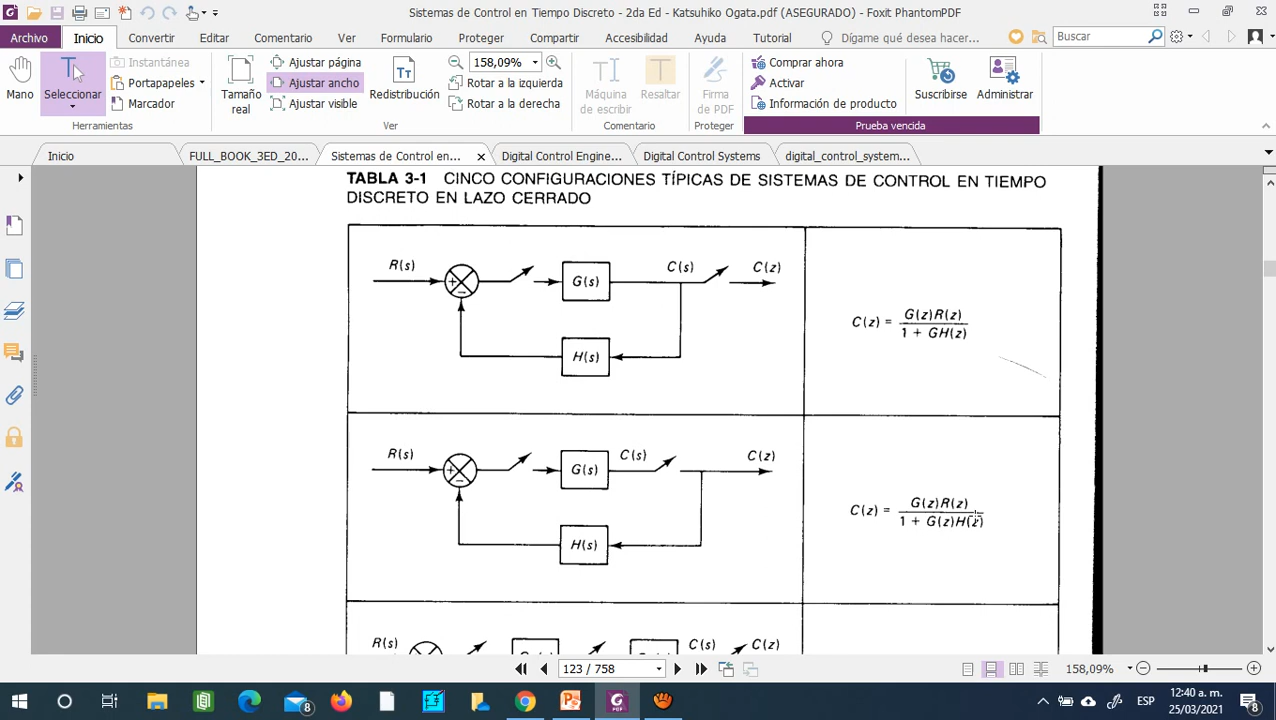 Sistemas de Control en Tiempo Discreto - 2da Ed - Katsuhiko Ogata.pdf (ASEGURADO) - Foxit PhantomPDF
Archivo Inicio Convertir Editar Comentario Ver Formulario Proteger Compartir Accesibilidad Ayuda Tutorial Dígame qué desea hacer... Buscar
Mano
Seleccionar
Instantánea
Portapapeles
Marcador
Herramientas
Tamaño real
Ajustar página
Ajustar ancho
Ajustar visible
Redistribución
158,09%
Rotar a la izquierda
Rotar a la derecha
Ver
Máquina de escribir
Resaltar
Comentario
Firma de PDF
Proteger
Comprar ahora
Activar
Información de producto
Suscribirse
Administrar
Prueba vencida
Inicio FULL_BOOK_3ED_20... Sistemas de Control en... Digital Control Engine... Digital Control Systems digital_control_system...
TABLA 3-1 CINCO CONFIGURACIONES TÍPICAS DE SISTEMAS DE CONTROL EN TIEMPO
DISCRETO EN LAZO CERRADO
R(s) + − G(s) C(s) C(z)
H(s)
C(z) = G(z)R(z) / 1 + GH(z)
R(s) + − G(s) C(s) C(z)
H(s)
C(z) = G(z)R(z) / 1 + G(z)H(z)
R(s) C(s) C(z)
123 / 758
158,09%
8
ESP
12:40 a. m.
25/03/2021
8